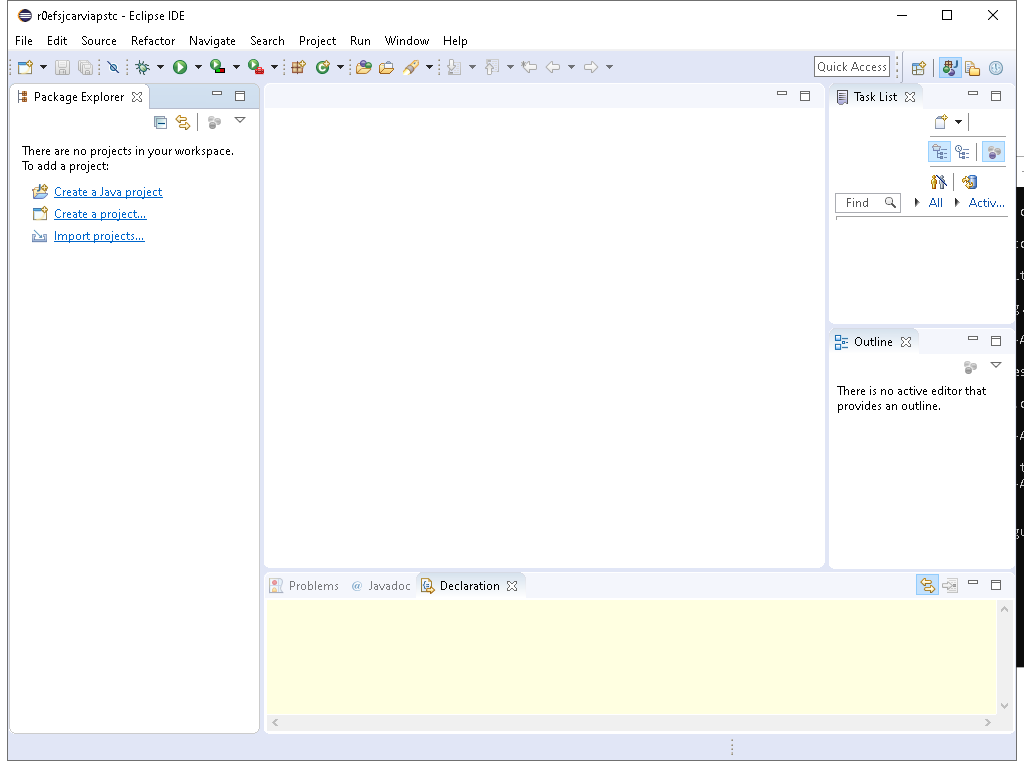 r0efsjcarviapstc - Eclipse IDE
File Edit Source Refactor Navigate Search Project Run Window Help
Quick Access
Package Explorer
Task List
There are no projects in your workspace.
To add a project:
Create a Java project
Create a project...
Import projects...
Find
All
Activ...
Outline
There is no active editor that
provides an outline.
Problems
@ Javadoc
Declaration